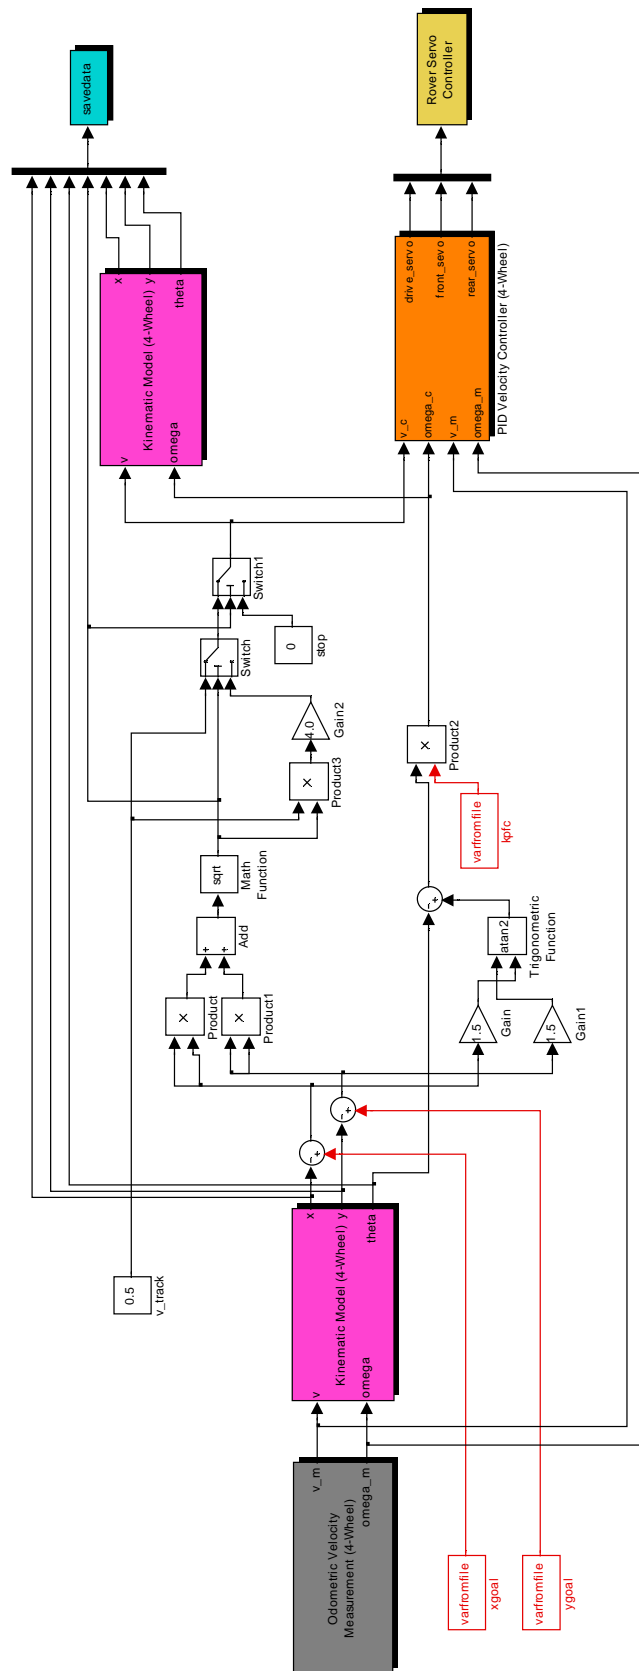 Odometric Velocity
Measurement (4-Wheel)
v_m
omega_m
varfromfile
xgoal
varfromfile
ygoal
v
omega
Kinematic Model (4-Wheel)
x
y
theta
0.5
v_track
-
+
-
+
×
Product
×
Product1
1.5
Gain
1.5
Gain1
+
+
Add
atan2
Trigonometric
Function
sqrt
Math
Function
-
+
varfromfile
kpfc
×
Product3
4.0
Gain2
×
Product2
Switch
0
stop
Switch1
v
omega
Kinematic Model (4-Wheel)
x
y
theta
v_c
omega_c
v_m
omega_m
drive_servo
front_servo
rear_servo
PID Velocity Controller (4-Wheel)
savedata
Rover Servo
Controller